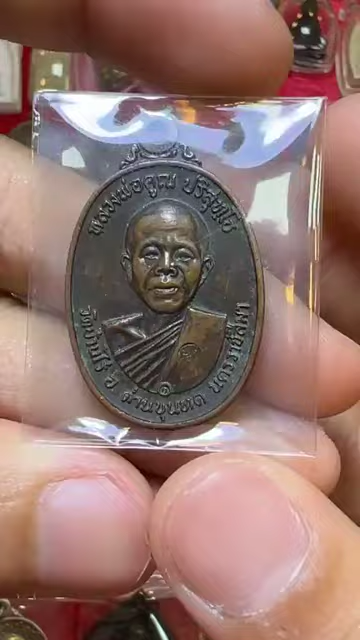 หลวงพ่อคูณ ปริสุทฺโธ
วัดบ้านไร่ อ ด่านขุนทด นครราชสีมา
๑